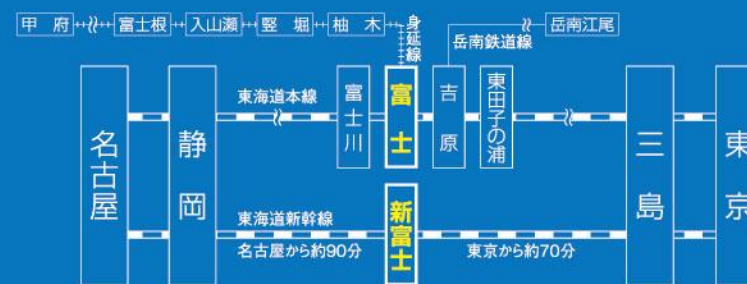 甲府
富士根
入山瀬
竪堀
柚木
身延線
岳南鉄道線
岳南江尾
名古屋
静岡
東海道本線
富士川
富士
吉原
東田子の浦
三島
東京
東海道新幹線
名古屋から約90分
新富士
東京から約70分